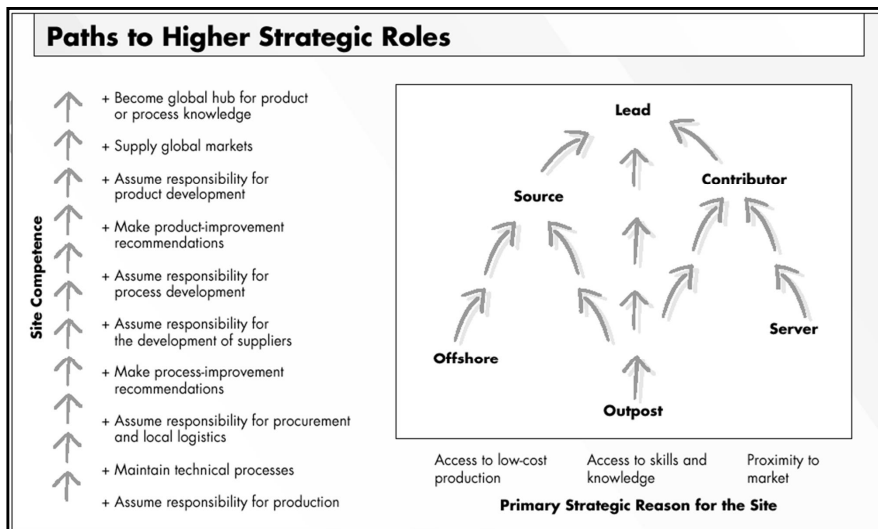 Paths to Higher Strategic Roles
Site Competence
+ Become global hub for product
or process knowledge
+ Supply global markets
+ Assume responsibility for
product development
+ Make product-improvement
recommendations
+ Assume responsibility for
process development
+ Assume responsibility for
the development of suppliers
+ Make process-improvement
recommendations
+ Assume responsibility for procurement
and local logistics
+ Maintain technical processes
+ Assume responsibility for production
Lead
Source
Contributor
Offshore
Server
Outpost
Access to low-cost
production
Access to skills and
knowledge
Proximity to
market
Primary Strategic Reason for the Site